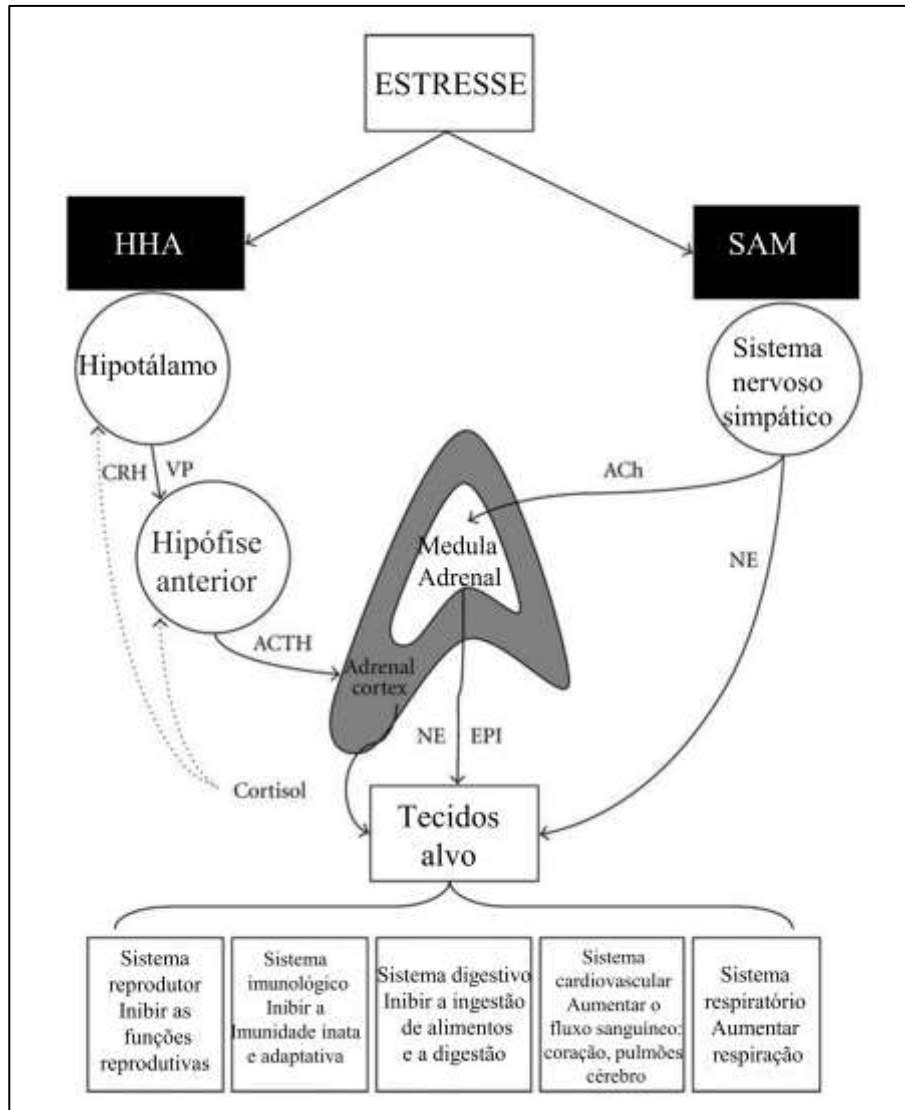 ESTRESSE
HHA
SAM
Hipotálamo
Sistema
nervoso
simpático
CRH
VP
ACh
Hipófise
anterior
Medula
Adrenal
NE
ACTH
Adrenal
cortex
NE
EPI
Cortisol
Tecidos
alvo
Sistema
reprodutor
Inibir as
funções
reprodutivas
Sistema
imunológico
Inibir a
Imunidade inata
e adaptativa
Sistema digestivo
Inibir a ingestão
de alimentos
e a digestão
Sistema
cardiovascular
Aumentar o
fluxo sanguíneo:
coração, pulmões
cérebro
Sistema
respiratório
Aumentar
respiração